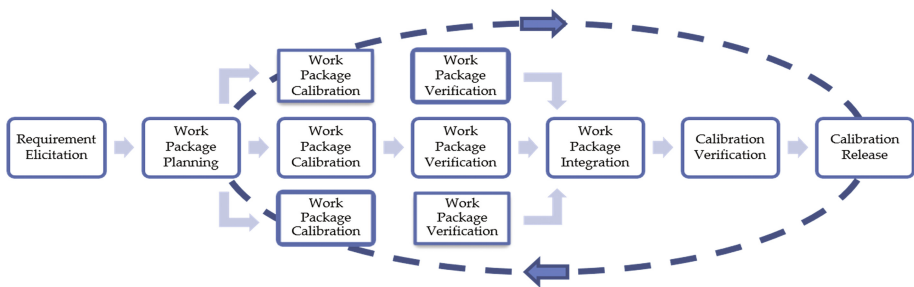 Work
Package
Calibration
Work
Package
Verification
Requirement
Elicitation
Work
Package
Planning
Work
Package
Calibration
Work
Package
Verification
Work
Package
Integration
Calibration
Verification
Calibration
Release
Work
Package
Calibration
Work
Package
Verification